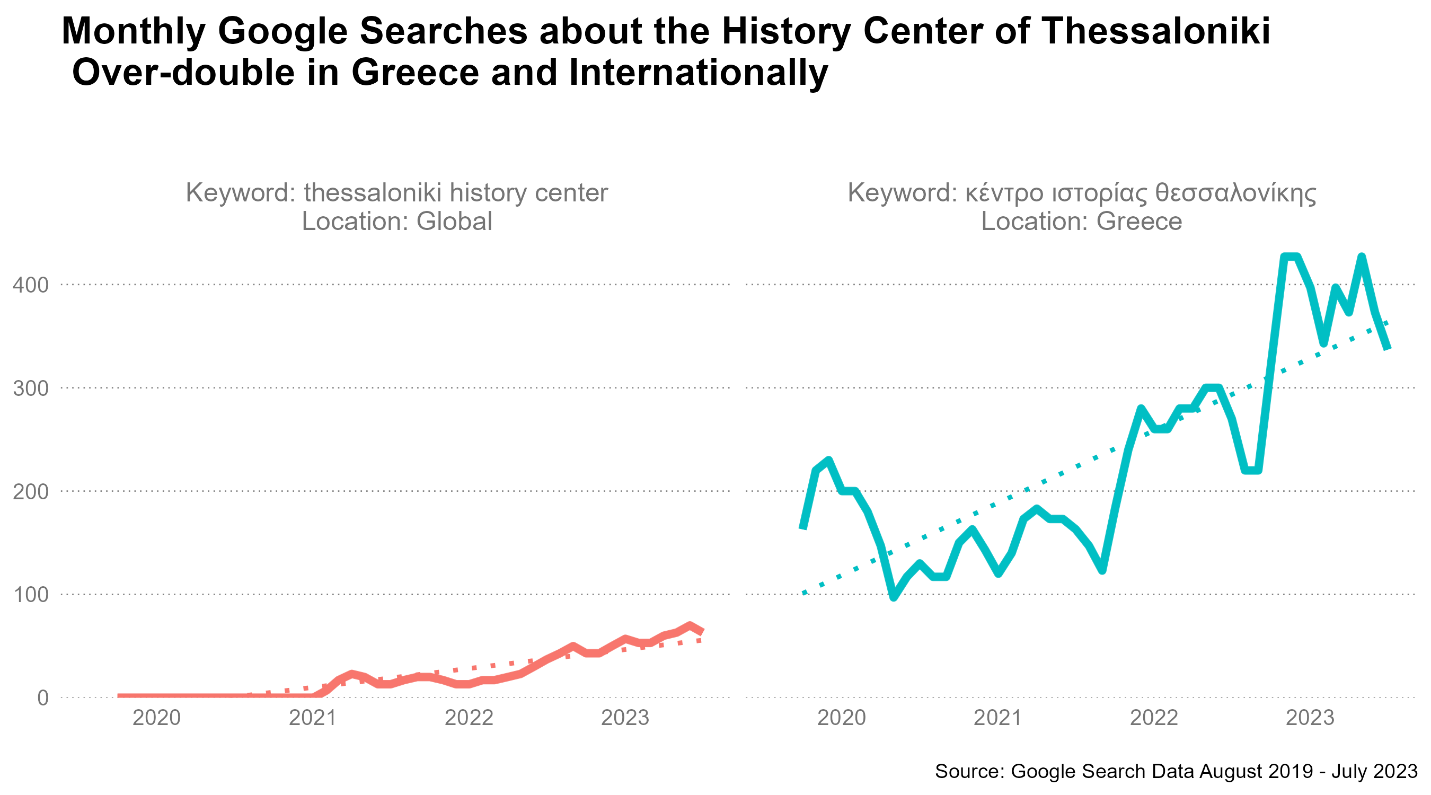 Monthly Google Searches about the History Center of Thessaloniki
Over-double in Greece and Internationally
Keyword: thessaloniki history center
Location: Global
Keyword: κέντρο ιστορίας θεσσαλονίκης
Location: Greece
400
300
200
100
0
2020 2021 2022 2023
2020 2021 2022 2023
Source: Google Search Data August 2019 - July 2023